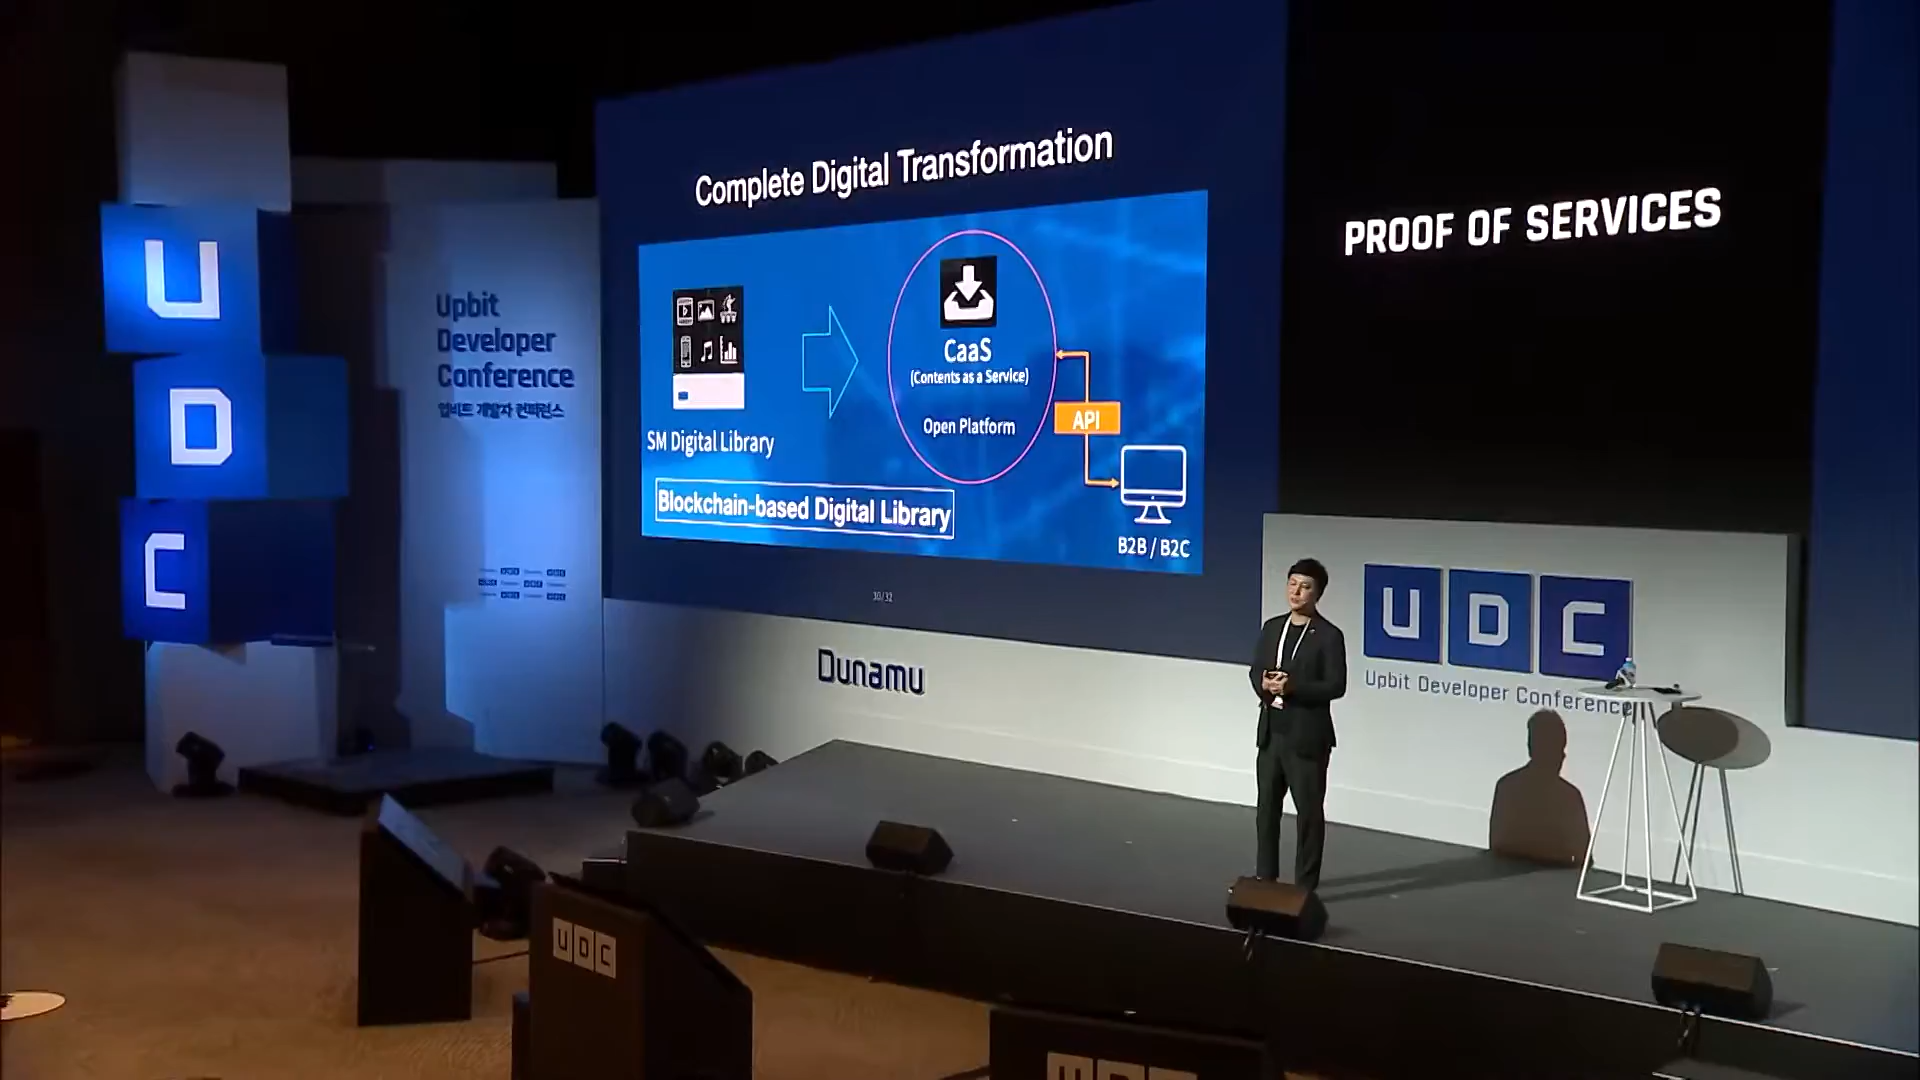 U
D
C
Upbit
Developer
Conference
업비트 개발자 컨퍼런스
Complete Digital Transformation
SM Digital Library
CaaS
(Contents as a Service)
Open Platform
API
B2B / B2C
Blockchain-based Digital Library
30/32
PROOF OF SERVICES
Dunamu
UDC
Upbit Developer Conference
UDC
UDC